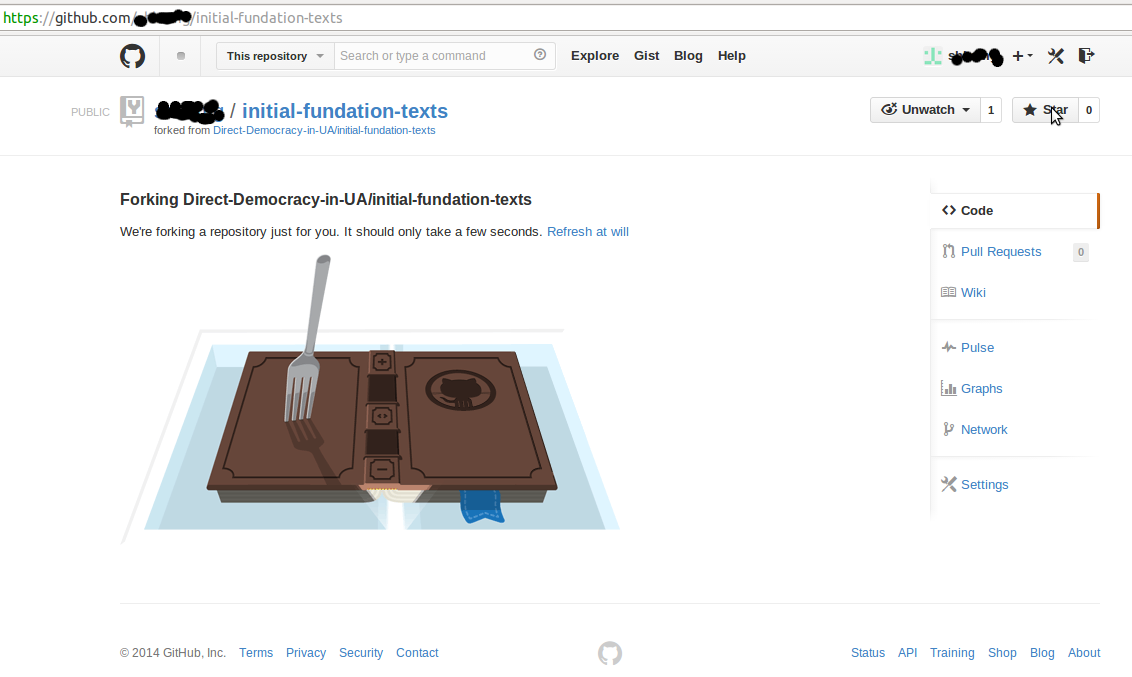 https://github.com/ /initial-fundation-texts
This repository Search or type a command Explore Gist Blog Help
PUBLIC / initial-fundation-texts Unwatch 1 Star 0
forked from Direct-Democracy-in-UA/initial-fundation-texts
Forking Direct-Democracy-in-UA/initial-fundation-texts
We're forking a repository just for you. It should only take a few seconds. Refresh at will
Code
Pull Requests 0
Wiki
Pulse
Graphs
Network
Settings
© 2014 GitHub, Inc. Terms Privacy Security Contact Status API Training Shop Blog About